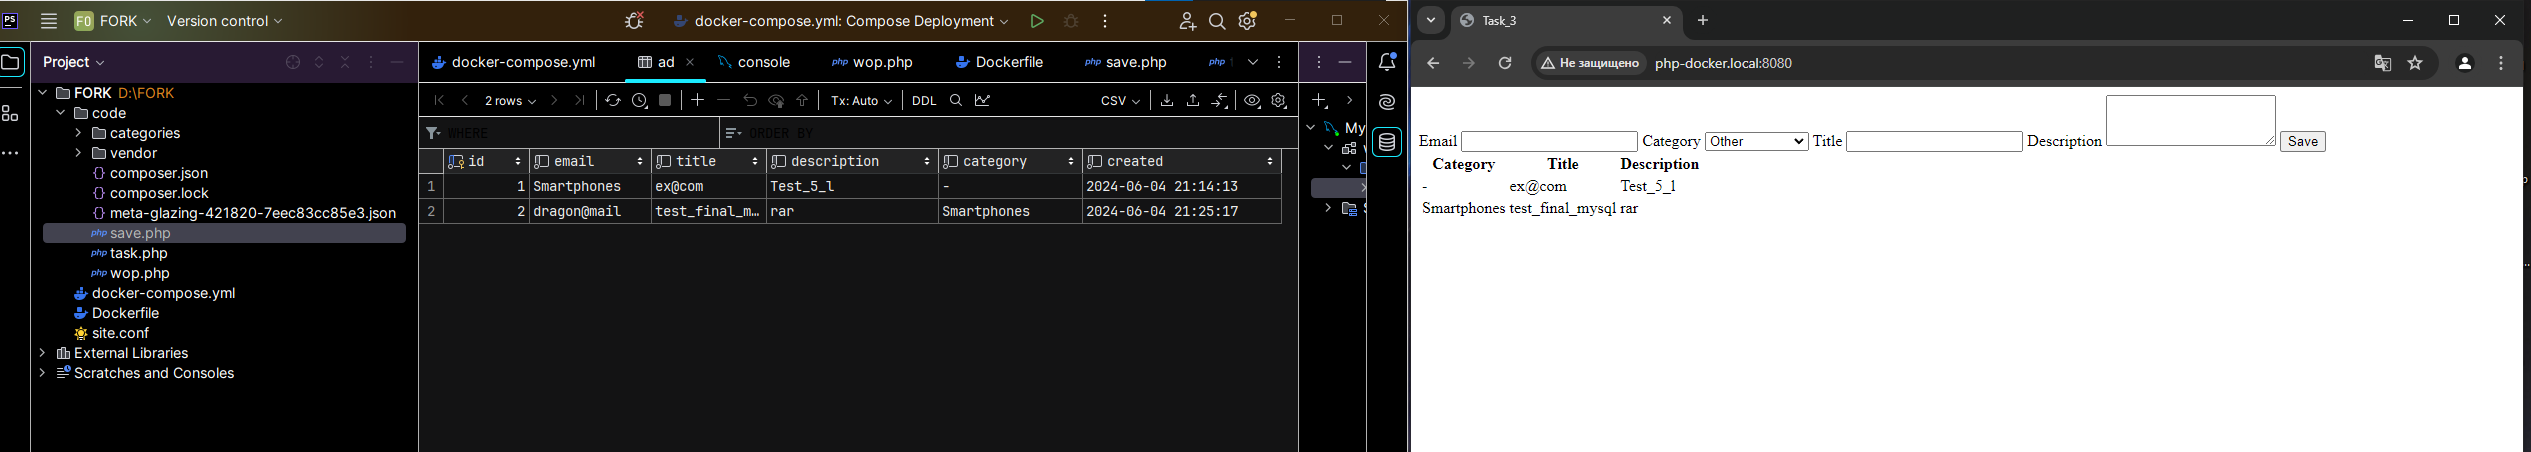 PS FO FORK Version control docker-compose.yml: Compose Deployment
Project
FORK D:\FORK
code
categories
vendor
composer.json
composer.lock
meta-glazing-421820-7eec83cc85e3.json
php save.php
php task.php
php wop.php
docker-compose.yml
Dockerfile
site.conf
External Libraries
Scratches and Consoles
docker-compose.yml ad console php wop.php Dockerfile php save.php php
2 rows Tx: Auto DDL CSV
WHERE ORDER BY
id email title description category created
1 1 Smartphones ex@com Test_5_l - 2024-06-04 21:14:13
2 2 dragon@mail test_final_m… rar Smartphones 2024-06-04 21:25:17
My
Task_3
Не защищено php-docker.local:8080
Email Category Other Title Description Save
Category Title Description
- ex@com Test_5_l
Smartphones test_final_mysql rar